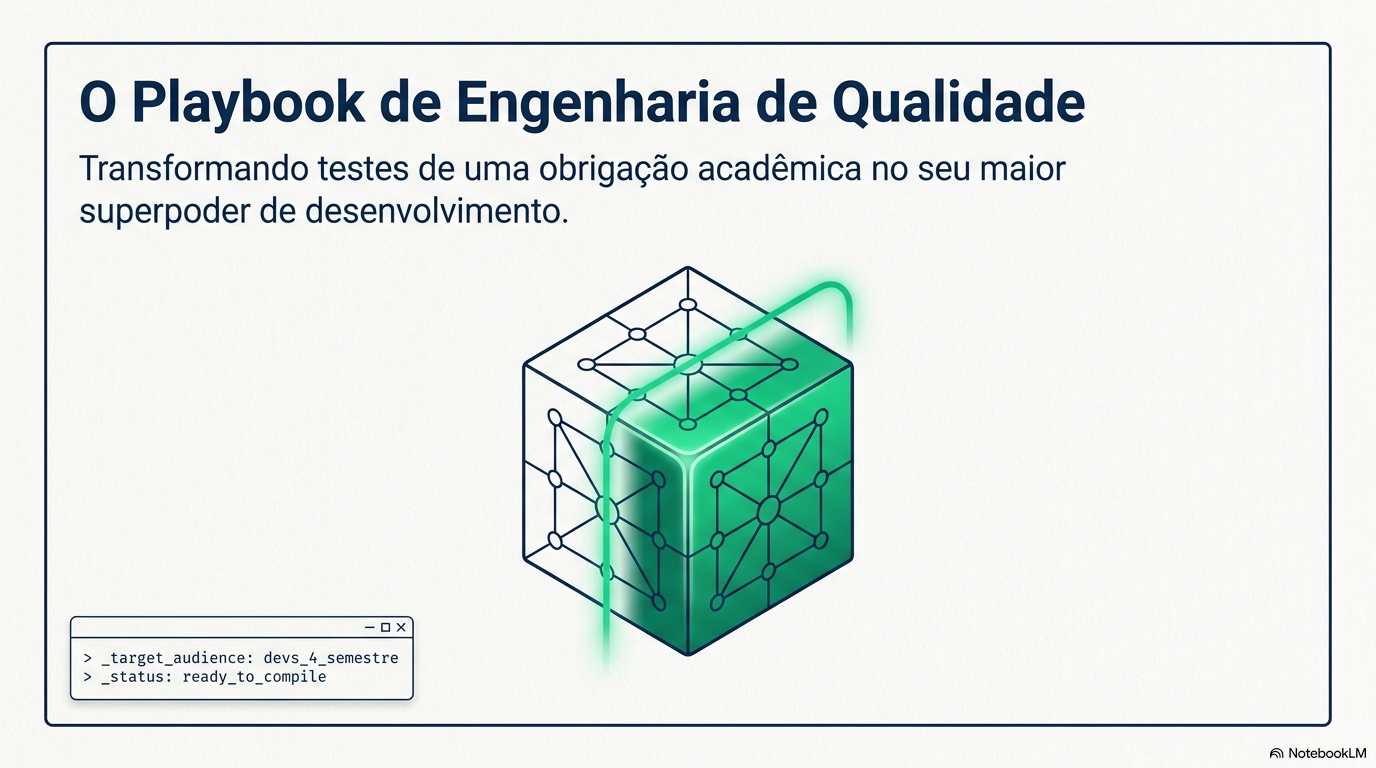 O Playbook de Engenharia de Qualidade
Transformando testes de uma obrigação acadêmica no seu maior
superpoder de desenvolvimento.
> _target_audience: devs_4_semestre
> _status: ready_to_compile
NotebookLM